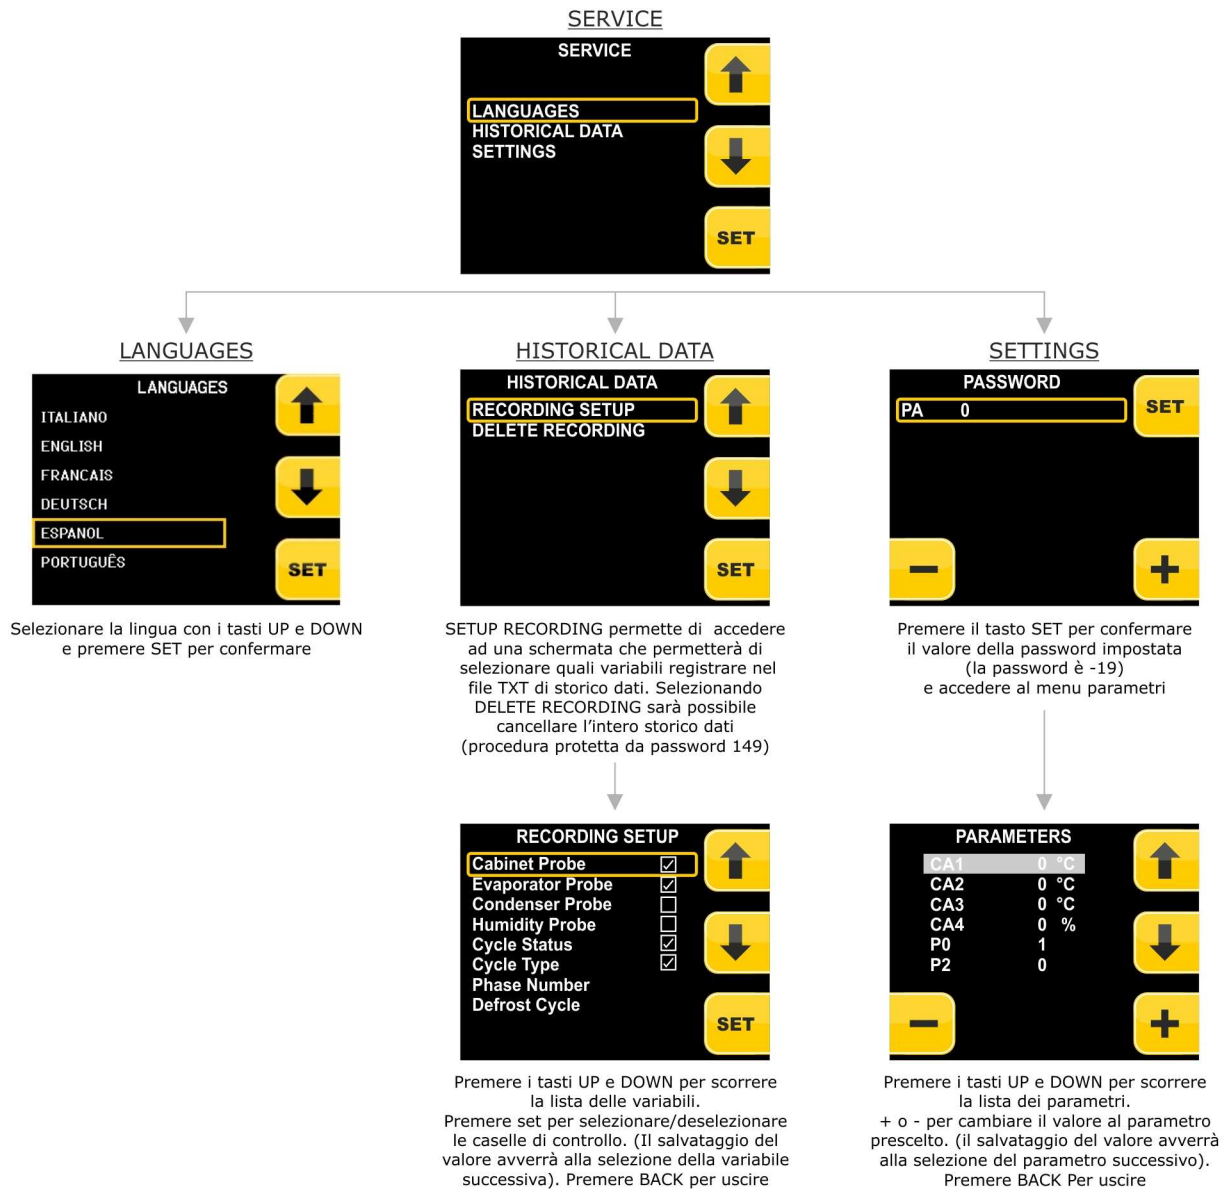 SERVICE
SERVICE
LANGUAGES
HISTORICAL DATA
SETTINGS
SET
LANGUAGES
LANGUAGES
ITALIANO
ENGLISH
FRANCAIS
DEUTSCH
ESPANOL
PORTUGUÊS
SET
Selezionare la lingua con i tasti UP e DOWN
e premere SET per confermare
HISTORICAL DATA
HISTORICAL DATA
RECORDING SETUP
DELETE RECORDING
SET
SETUP RECORDING permette di accedere
ad una schermata che permetterà di
selezionare quali variabili registrare nel
file TXT di storico dati. Selezionando
DELETE RECORDING sarà possibile
cancellare l'intero storico dati
(procedura protetta da password 149)
SETTINGS
PASSWORD
PA 0
SET
− +
Premere il tasto SET per confermare
il valore della password impostata
(la password è -19)
e accedere al menu parametri
RECORDING SETUP
Cabinet Probe ☑
Evaporator Probe ☑
Condenser Probe ☐
Humidity Probe ☐
Cycle Status ☑
Cycle Type ☑
Phase Number
Defrost Cycle
SET
Premere i tasti UP e DOWN per scorrere
la lista delle variabili.
Premere set per selezionare/deselezionare
le caselle di controllo. (Il salvataggio del
valore avverrà alla selezione della variabile
successiva). Premere BACK per uscire
PARAMETERS
CA1 0 °C
CA2 0 °C
CA3 0 °C
CA4 0 %
P0 1
P2 0
− +
Premere i tasti UP e DOWN per scorrere
la lista dei parametri.
+ o - per cambiare il valore al parametro
prescelto. (il salvataggio del valore avverrà
alla selezione del parametro successivo).
Premere BACK Per uscire